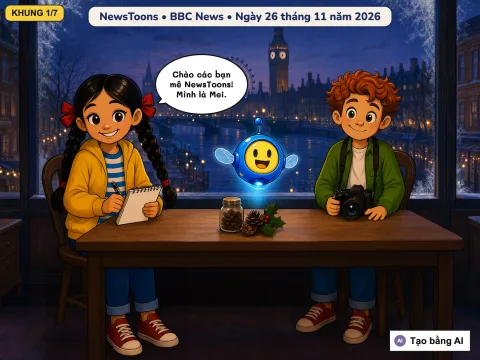 KHUNG 1/7
NewsToons • BBC News • Ngày 26 tháng 11 năm 2026
Chào các bạn
mê NewsToons!
Mình là Mei.
AI Tạo bằng AI